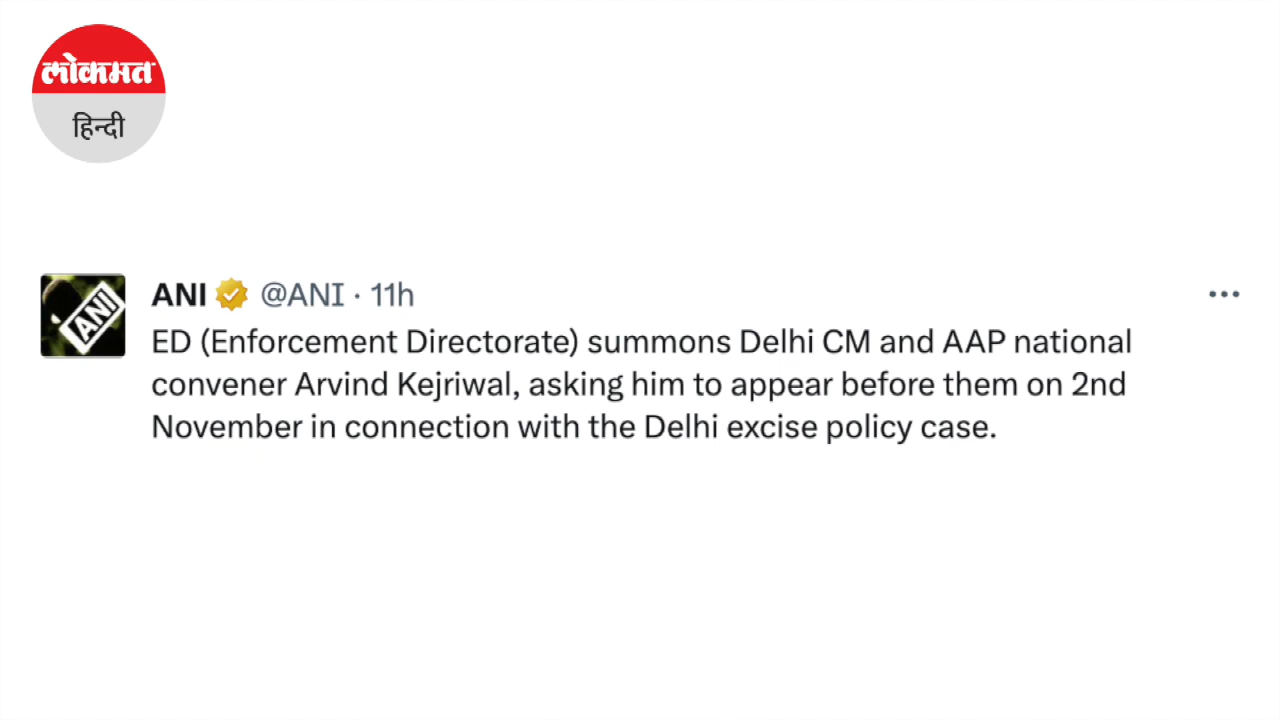 लोकमत
हिन्दी
ANI @ANI · 11h
ED (Enforcement Directorate) summons Delhi CM and AAP national
convener Arvind Kejriwal, asking him to appear before them on 2nd
November in connection with the Delhi excise policy case.
ANI